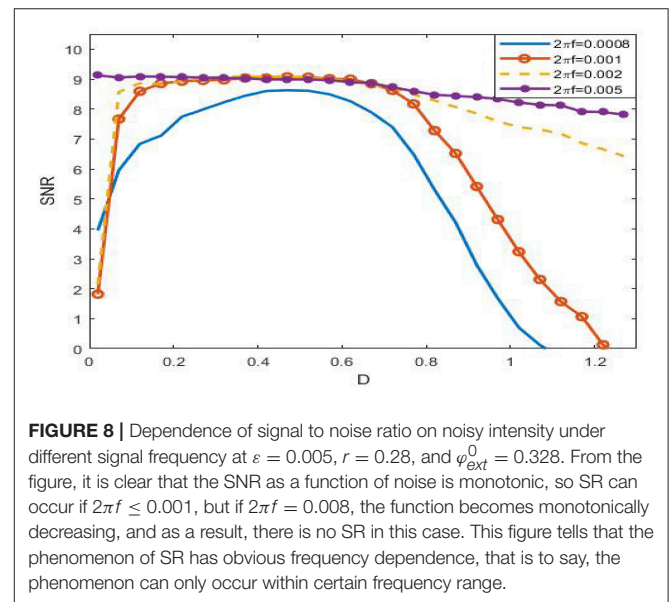 10
9
8
7
6
5
4
3
2
1
0
SNR
0
0.2
0.4
0.6
0.8
1
1.2
D
2πf=0.0008
2πf=0.001
2πf=0.002
2πf=0.005
FIGURE 8 | Dependence of signal to noise ratio on noisy intensity under
different signal frequency at ε = 0.005, r = 0.28, and φ⁰ₑₓₜ = 0.328. From the
figure, it is clear that the SNR as a function of noise is monotonic, so SR can
occur if 2πf ≤ 0.001, but if 2πf = 0.008, the function becomes monotonically
decreasing, and as a result, there is no SR in this case. This figure tells that the
phenomenon of SR has obvious frequency dependence, that is to say, the
phenomenon can only occur within certain frequency range.